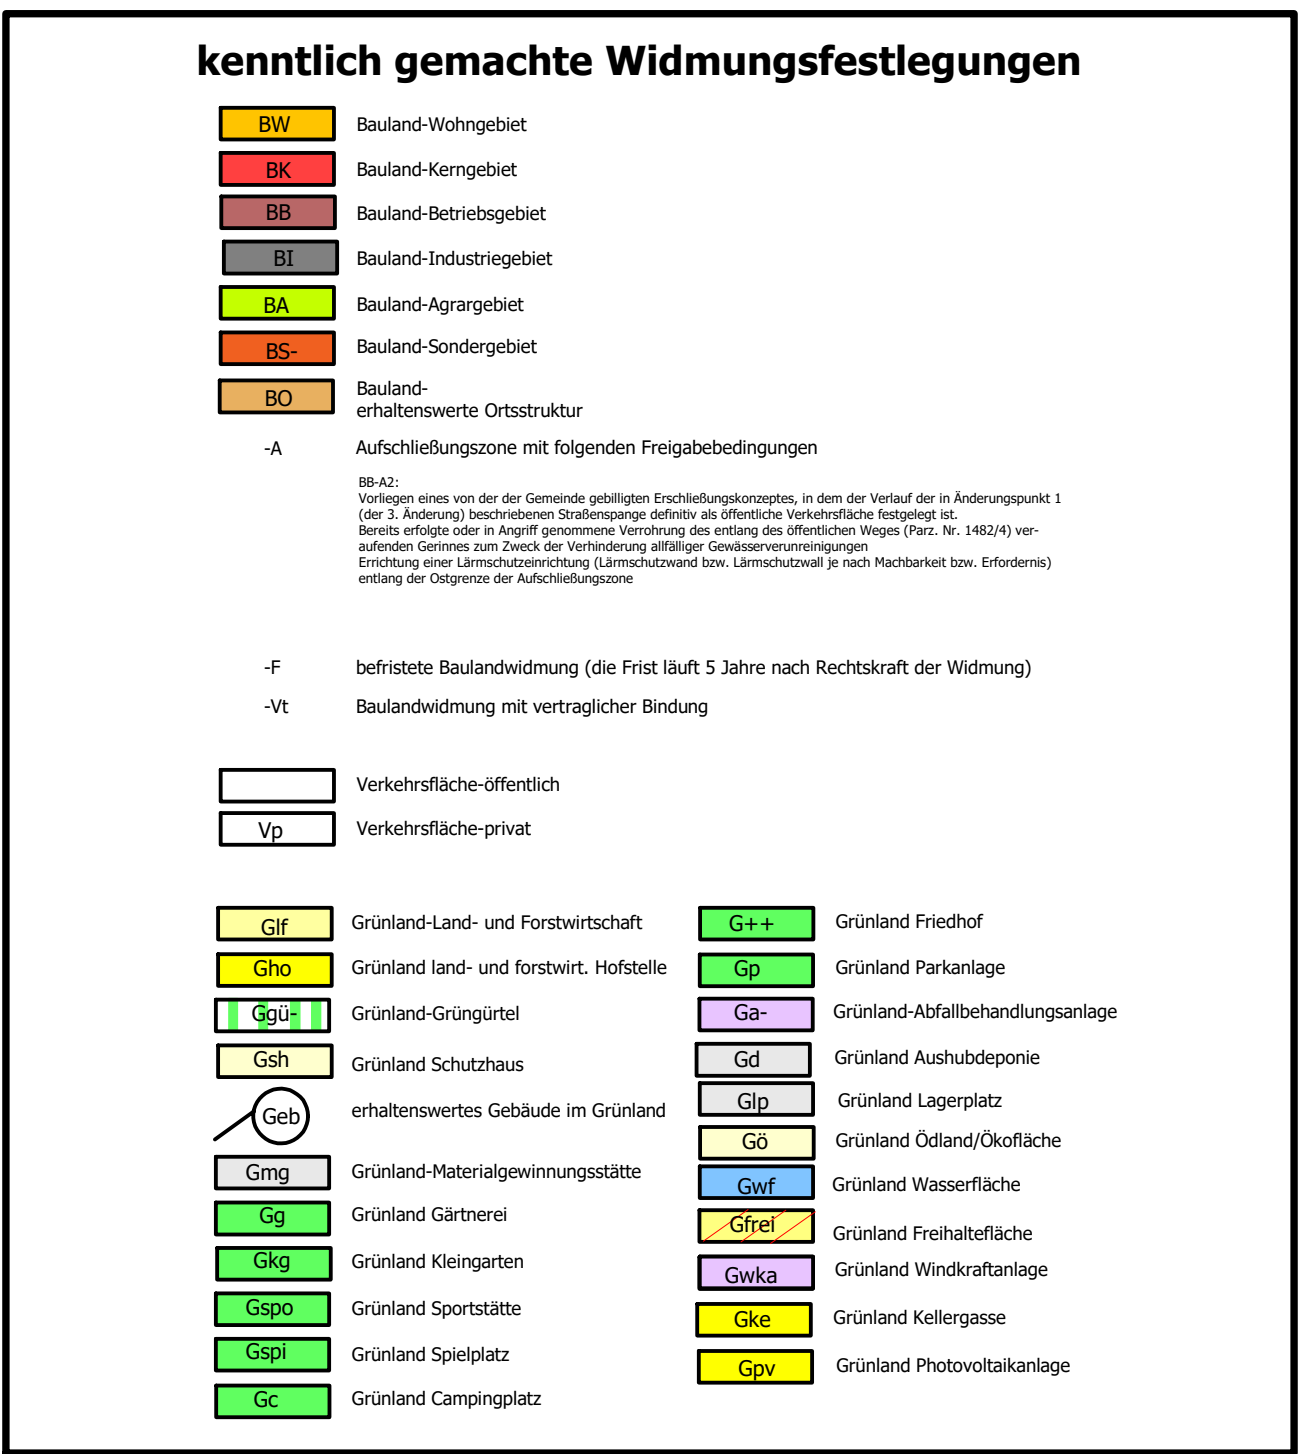 kenntlich gemachte Widmungsfestlegungen
BW Bauland-Wohngebiet
BK Bauland-Kerngebiet
BB Bauland-Betriebsgebiet
BI Bauland-Industriegebiet
BA Bauland-Agrargebiet
BS- Bauland-Sondergebiet
BO Bauland-
erhaltenswerte Ortsstruktur
-A Aufschließungszone mit folgenden Freigabebedingungen
BB-A2:
Vorliegen eines von der der Gemeinde gebilligten Erschließungskonzeptes, in dem der Verlauf der in Änderungspunkt 1
(der 3. Änderung) beschriebenen Straßenspange definitiv als öffentliche Verkehrsfläche festgelegt ist.
Bereits erfolgte oder in Angriff genommene Verrohrung des entlang des öffentlichen Weges (Parz. Nr. 1482/4) ver-
aufenden Gerinnes zum Zweck der Verhinderung allfälliger Gewässerverunreinigungen
Errichtung einer Lärmschutzeinrichtung (Lärmschutzwand bzw. Lärmschutzwall je nach Machbarkeit bzw. Erfordernis)
entlang der Ostgrenze der Aufschließungszone
-F befristete Baulandwidmung (die Frist läuft 5 Jahre nach Rechtskraft der Widmung)
-Vt Baulandwidmung mit vertraglicher Bindung
Verkehrsfläche-öffentlich
Vp Verkehrsfläche-privat
Glf Grünland-Land- und Forstwirtschaft
Gho Grünland land- und forstwirt. Hofstelle
Ggü- Grünland-Grüngürtel
Gsh Grünland Schutzhaus
Geb erhaltenswertes Gebäude im Grünland
Gmg Grünland-Materialgewinnungsstätte
Gg Grünland Gärtnerei
Gkg Grünland Kleingarten
Gspo Grünland Sportstätte
Gspi Grünland Spielplatz
Gc Grünland Campingplatz
G++ Grünland Friedhof
Gp Grünland Parkanlage
Ga- Grünland-Abfallbehandlungsanlage
Gd Grünland Aushubdeponie
Glp Grünland Lagerplatz
Gö Grünland Ödland/Ökofläche
Gwf Grünland Wasserfläche
Gfrei Grünland Freihaltefläche
Gwka Grünland Windkraftanlage
Gke Grünland Kellergasse
Gpv Grünland Photovoltaikanlage